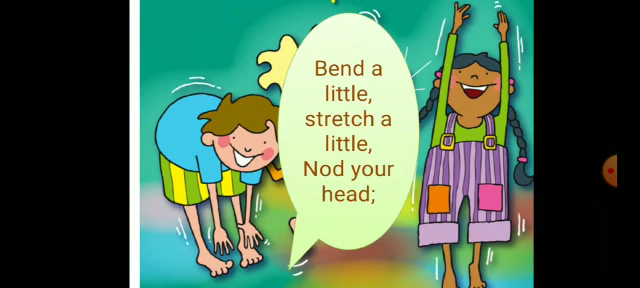 Bend a
little,
stretch a
little,
Nod your
head;